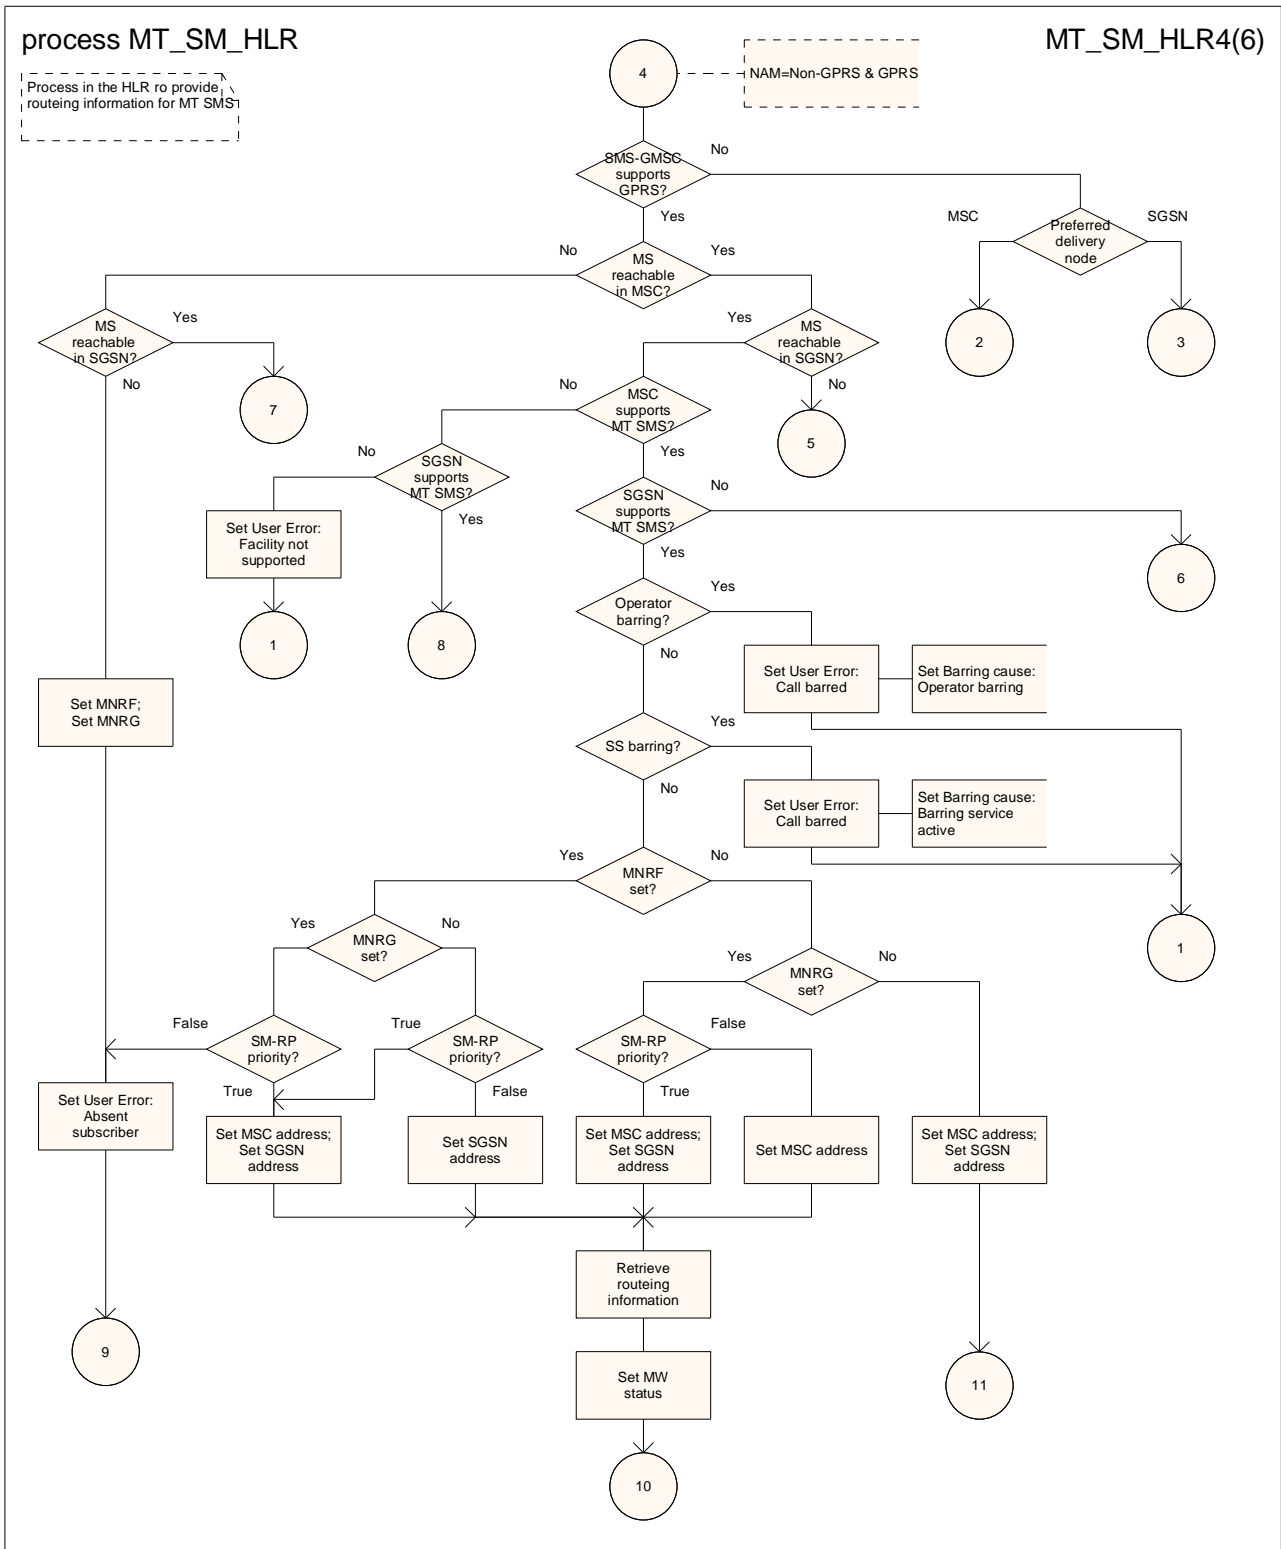 process MT_SM_HLR
MT_SM_HLR4(6)
Process in the HLR ro provide
routeing information for MT SMS
4
NAM=Non-GPRS & GPRS
SMS-GMSC
supports
GPRS?
No
Yes
MSC
SGSN
Preferred
delivery
node
No
Yes
MS
reachable
in MSC?
MS
reachable
in SGSN?
Yes
No
Yes
MS
reachable
in SGSN?
No
2
3
7
5
No
MSC
supports
MT SMS?
Yes
No
SGSN
supports
MT SMS?
Yes
SGSN
supports
MT SMS?
No
Yes
Set User Error:
Facility not
supported
6
1
8
Operator
barring?
Yes
No
Set User Error:
Call barred
Set Barring cause:
Operator barring
Set MNRF;
Set MNRG
SS barring?
Yes
No
Set User Error:
Call barred
Set Barring cause:
Barring service
active
Yes
MNRF
set?
No
Yes
MNRG
set?
No
Yes
MNRG
set?
No
1
False
SM-RP
priority?
True
True
SM-RP
priority?
False
SM-RP
priority?
False
True
Set User Error:
Absent
subscriber
Set MSC address;
Set SGSN
address
Set SGSN
address
Set MSC address;
Set SGSN
address
Set MSC address
Set MSC address;
Set SGSN
address
Retrieve
routeing
information
9
Set MW
status
11
10